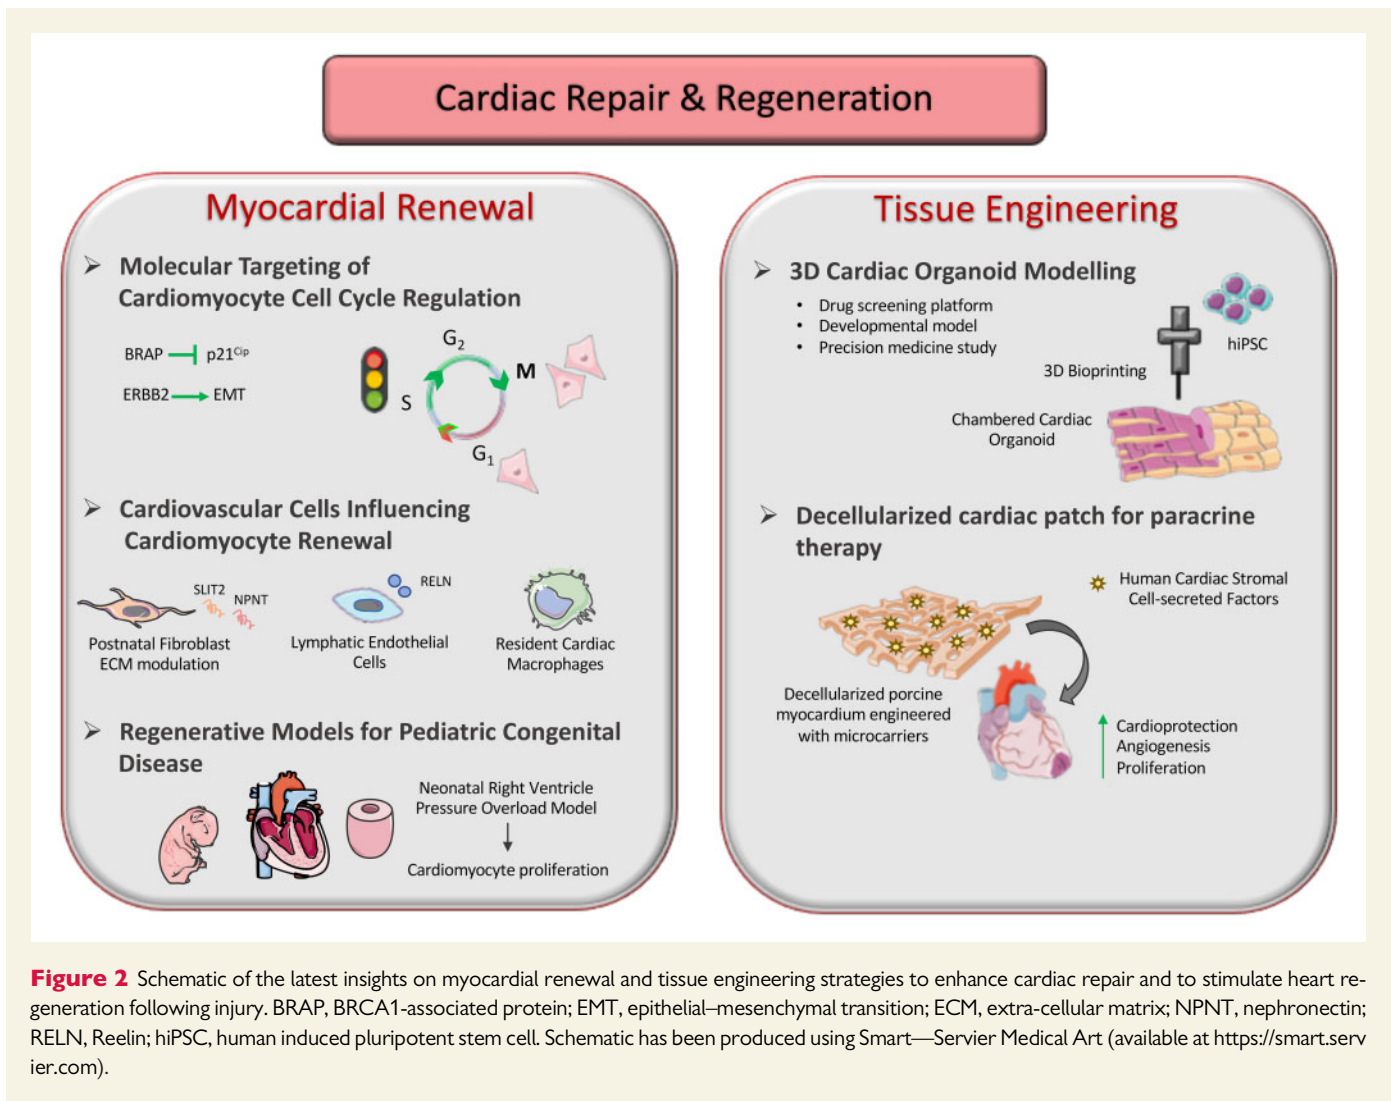 Cardiac Repair & Regeneration
Myocardial Renewal
➢ Molecular Targeting of
Cardiomyocyte Cell Cycle Regulation
BRAP p21Cip
ERBB2 EMT
G2
M
S
G1
➢ Cardiovascular Cells Influencing
Cardiomyocyte Renewal
SLIT2
NPNT
RELN
Postnatal Fibroblast
ECM modulation
Lymphatic Endothelial
Cells
Resident Cardiac
Macrophages
➢ Regenerative Models for Pediatric Congenital
Disease
Neonatal Right Ventricle
Pressure Overload Model
Cardiomyocyte proliferation
Tissue Engineering
➢ 3D Cardiac Organoid Modelling
• Drug screening platform
• Developmental model
• Precision medicine study
hiPSC
3D Bioprinting
Chambered Cardiac
Organoid
➢ Decellularized cardiac patch for paracrine
therapy
Human Cardiac Stromal
Cell-secreted Factors
Decellularized porcine
myocardium engineered
with microcarriers
Cardioprotection
Angiogenesis
Proliferation
Figure 2 Schematic of the latest insights on myocardial renewal and tissue engineering strategies to enhance cardiac repair and to stimulate heart re-
generation following injury. BRAP, BRCA1-associated protein; EMT, epithelial–mesenchymal transition; ECM, extra-cellular matrix; NPNT, nephronectin;
RELN, Reelin; hiPSC, human induced pluripotent stem cell. Schematic has been produced using Smart—Servier Medical Art (available at https://smart.serv
ier.com).